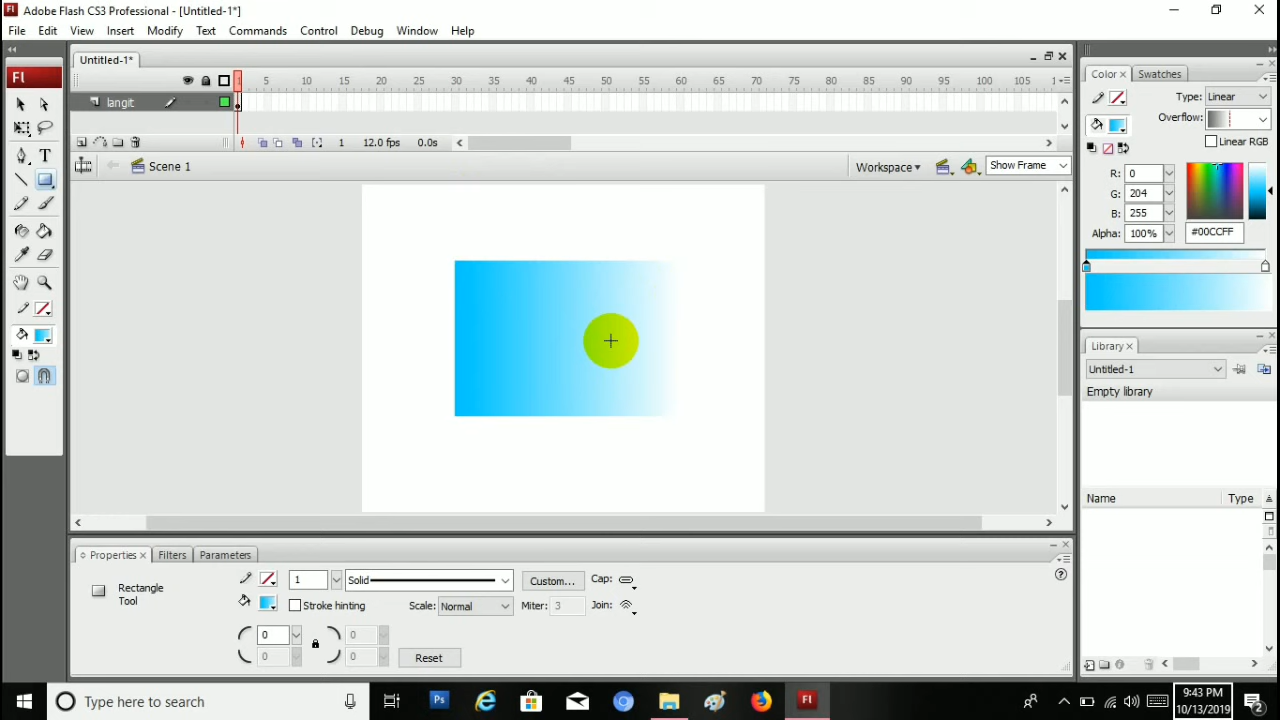 Adobe Flash CS3 Professional - [Untitled-1*]
File Edit View Insert Modify Text Commands Control Debug Window Help
Untitled-1*
Fl
1 5 10 15 20 25 30 35 40 45 50 55 60 65 70 75 80 85 90 95 100 105
langit
1 12.0 fps 0.0s
Scene 1
Workspace
Show Frame
Color Swatches
Type: Linear
Overflow:
Linear RGB
R: 0
G: 204
B: 255
Alpha: 100% #00CCFF
Library
Untitled-1
Empty library
Name Type
Properties Filters Parameters
Rectangle
Tool
1 Solid Custom... Cap:
Stroke hinting Scale: Normal Miter: 3 Join:
0 0
0 0 Reset
Type here to search
Ps
Fl
9:43 PM
10/13/2019
2